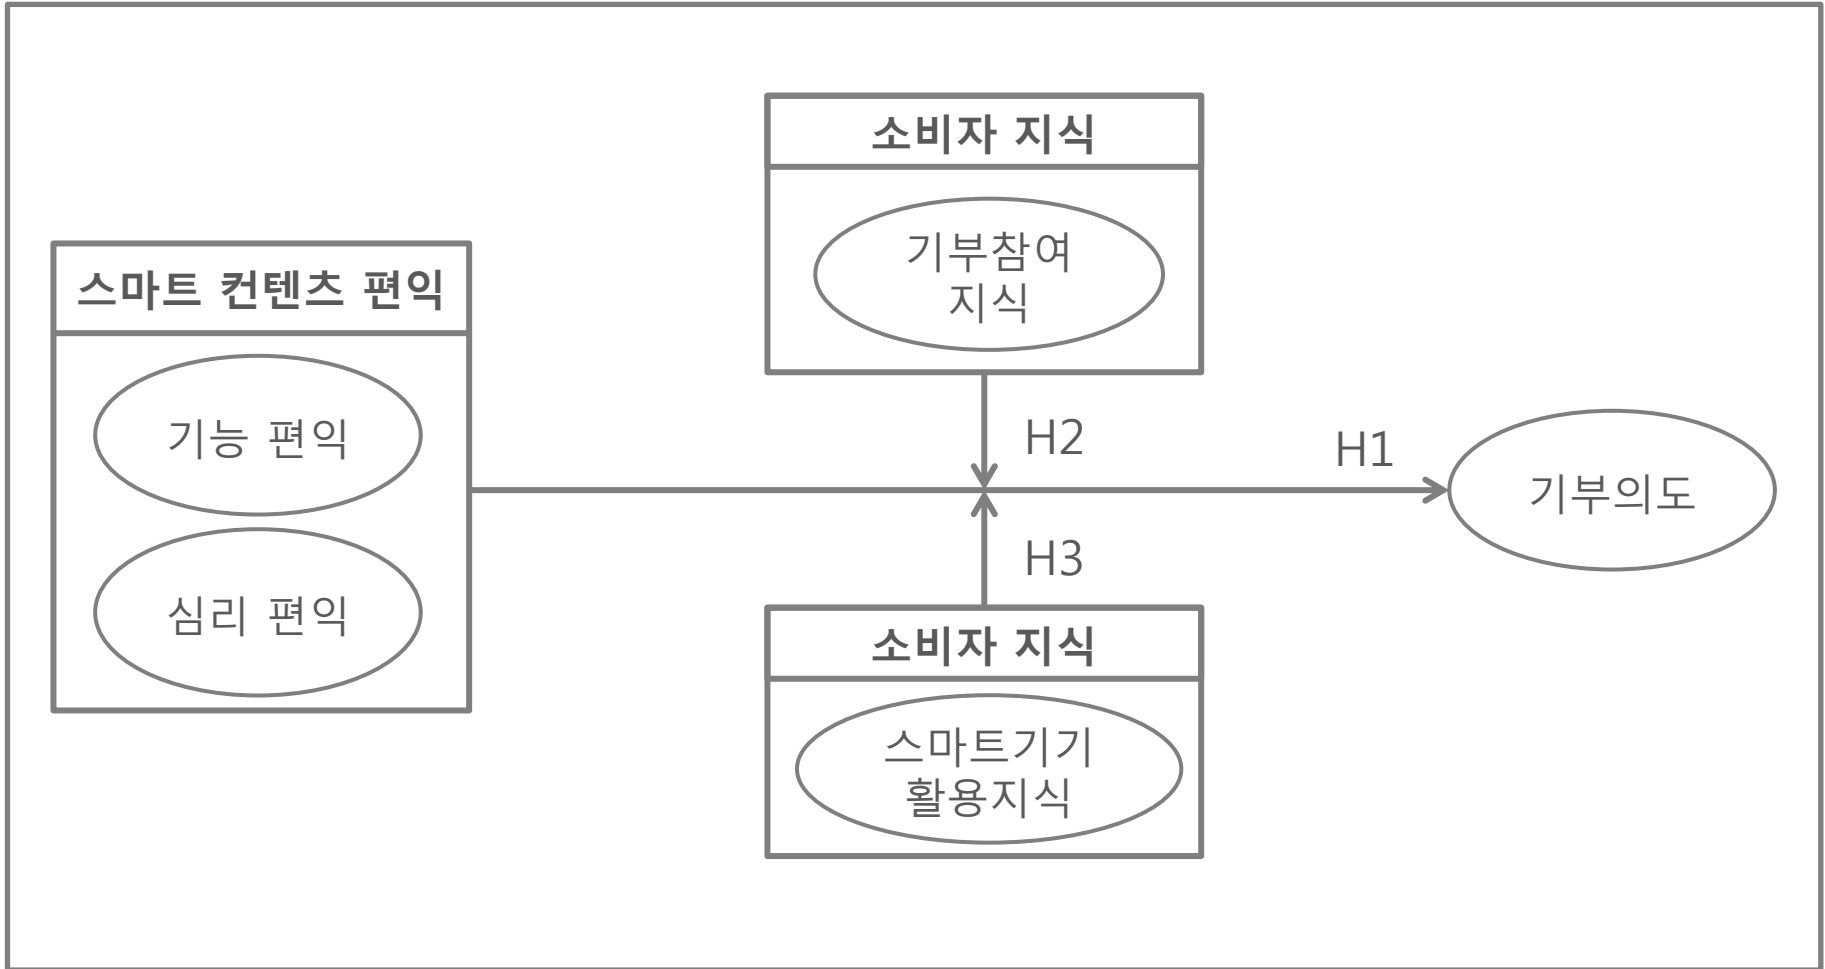 소비자 지식
기부참여
지식
스마트 컨텐츠 편익
기능 편익
심리 편익
H2
H1
기부의도
H3
소비자 지식
스마트기기
활용지식